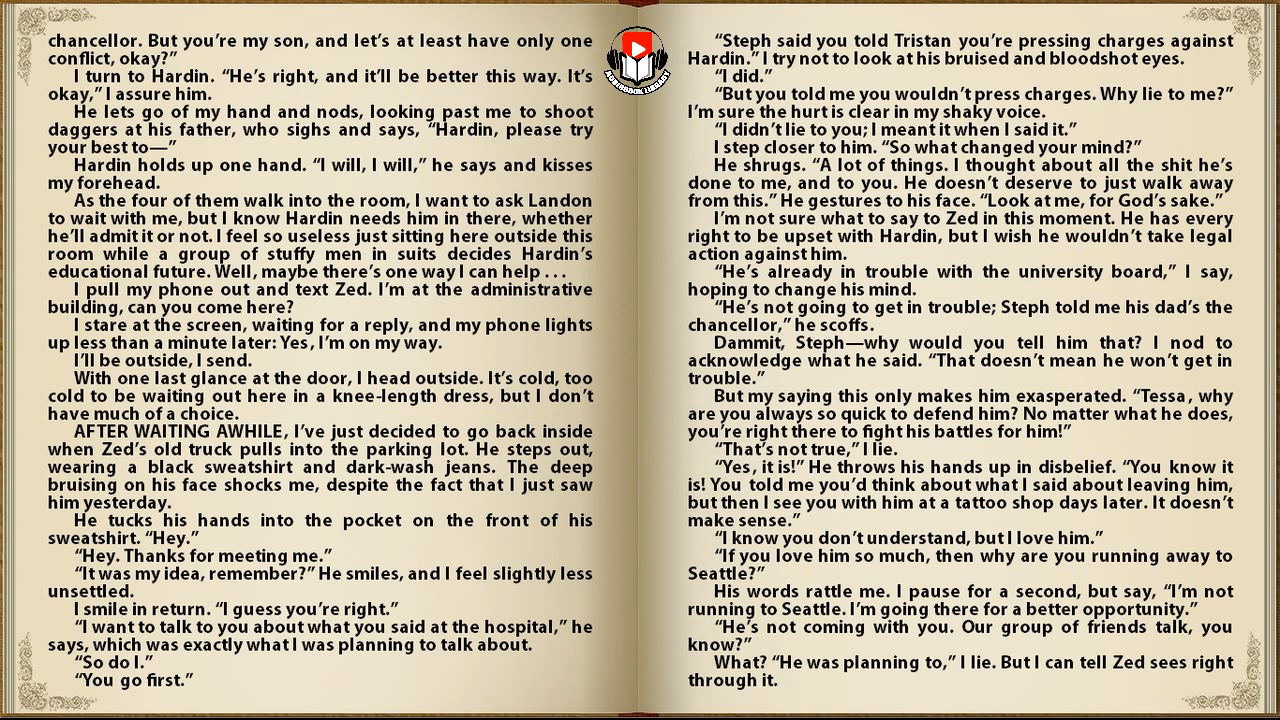 chancellor. But you’re my son, and let’s at least have only one
conflict, okay?”
I turn to Hardin. “He’s right, and it’ll be better this way. It’s
okay,” I assure him.
He lets go of my hand and nods, looking past me to shoot
daggers at his father, who sighs and says, “Hardin, please try
your best to—”
Hardin holds up one hand. “I will, I will,” he says and kisses
my forehead.
As the four of them walk into the room, I want to ask Landon
to wait with me, but I know Hardin needs him in there, whether
he’ll admit it or not. I feel so useless just sitting here outside this
room while a group of stuffy men in suits decides Hardin’s
educational future. Well, maybe there’s one way I can help . . .
I pull my phone out and text Zed. I’m at the administrative
building, can you come here?
I stare at the screen, waiting for a reply, and my phone lights
up less than a minute later: Yes, I’m on my way.
I’ll be outside, I send.
With one last glance at the door, I head outside. It’s cold, too
cold to be waiting out here in a knee-length dress, but I don’t
have much of a choice.
AFTER WAITING AWHILE, I’ve just decided to go back inside
when Zed’s old truck pulls into the parking lot. He steps out,
wearing a black sweatshirt and dark-wash jeans. The deep
bruising on his face shocks me, despite the fact that I just saw
him yesterday.
He tucks his hands into the pocket on the front of his
sweatshirt. “Hey.”
“Hey. Thanks for meeting me.”
“It was my idea, remember?” He smiles, and I feel slightly less
unsettled.
I smile in return. “I guess you’re right.”
“I want to talk to you about what you said at the hospital,” he
says, which was exactly what I was planning to talk about.
“So do I.”
“You go first.”
AUDIOBOOK LIBRARY
“Steph said you told Tristan you’re pressing charges against
Hardin.” I try not to look at his bruised and bloodshot eyes.
“I did.”
“But you told me you wouldn’t press charges. Why lie to me?”
I’m sure the hurt is clear in my shaky voice.
“I didn’t lie to you; I meant it when I said it.”
I step closer to him. “So what changed your mind?”
He shrugs. “A lot of things. I thought about all the shit he’s
done to me, and to you. He doesn’t deserve to just walk away
from this.” He gestures to his face. “Look at me, for God’s sake.”
I’m not sure what to say to Zed in this moment. He has every
right to be upset with Hardin, but I wish he wouldn’t take legal
action against him.
“He’s already in trouble with the university board,” I say,
hoping to change his mind.
“He’s not going to get in trouble; Steph told me his dad’s the
chancellor,” he scoffs.
Dammit, Steph—why would you tell him that? I nod to
acknowledge what he said. “That doesn’t mean he won’t get in
trouble.”
But my saying this only makes him exasperated. “Tessa, why
are you always so quick to defend him? No matter what he does,
you’re right there to fight his battles for him!”
“That’s not true,” I lie.
“Yes, it is!” He throws his hands up in disbelief. “You know it
is! You told me you’d think about what I said about leaving him,
but then I see you with him at a tattoo shop days later. It doesn’t
make sense.”
“I know you don’t understand, but I love him.”
“If you love him so much, then why are you running away to
Seattle?”
His words rattle me. I pause for a second, but say, “I’m not
running to Seattle. I’m going there for a better opportunity.”
“He’s not coming with you. Our group of friends talk, you
know?”
What? “He was planning to,” I lie. But I can tell Zed sees right
through it.